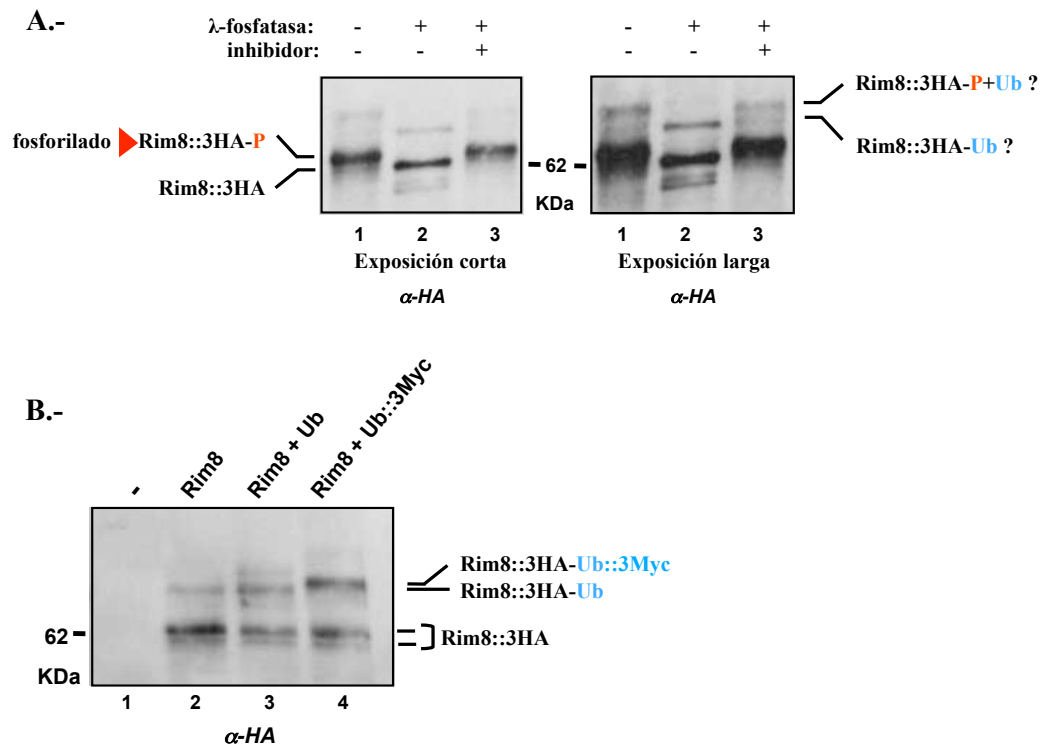 A.-
λ-fosfatasa: - + + - + +
inhibidor: - - + - - +
fosforilado Rim8::3HA-P
Rim8::3HA
62
KDa
Rim8::3HA-P+Ub ?
Rim8::3HA-Ub ?
1 2 3 1 2 3
Exposición corta Exposición larga
α-HA α-HA
B.-
- Rim8 Rim8 + Ub Rim8 + Ub::3Myc
Rim8::3HA-Ub::3Myc
Rim8::3HA-Ub
62
Rim8::3HA
KDa
1 2 3 4
α-HA